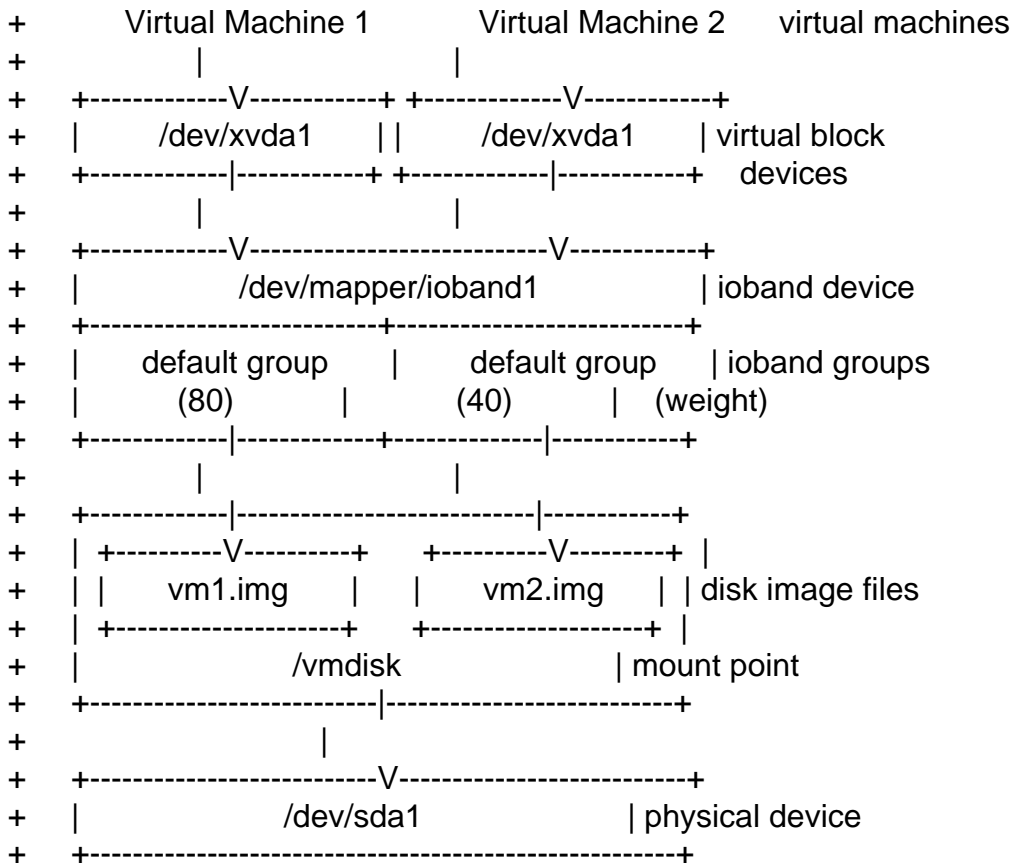 + Virtual Machine 1 Virtual Machine 2 virtual machines
+ | |
+ +-------------V------------+ +-------------V------------+
+ | /dev/xvda1 | | /dev/xvda1 | virtual block
+ +-------------|------------+ +-------------|------------+ devices
+ | |
+ +-------------V----------------------------V------------+
+ | /dev/mapper/ioband1 | ioband device
+ +----------------------------+---------------------------+
+ | default group | default group | ioband groups
+ | (80) | (40) | (weight)
+ +-------------|--------------+--------------|------------+
+ | |
+ +-------------|----------------------------|-------------+
+ | +----------V----------+ +----------V---------+ |
+ | | vm1.img | | vm2.img | | disk image files
+ | +---------------------+ +--------------------+ |
+ | /vmdisk | mount point
+ +---------------------------|---------------------------+
+ |
+ +---------------------------V---------------------------+
+ | /dev/sda1 | physical device
+ +-------------------------------------------------------+